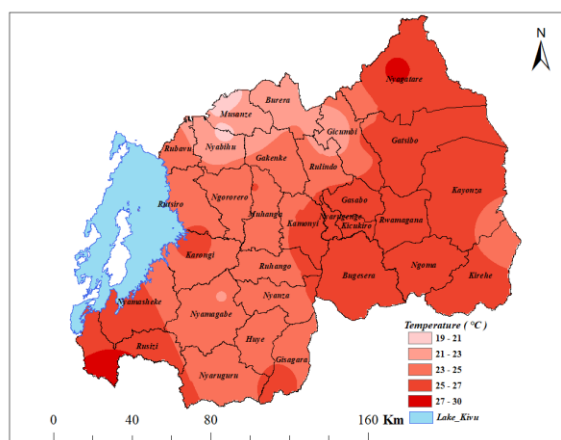 N
Nyagatare
Musanze
Burera
Gicumbi
Gatsibo
Rubavu
Nyabihu
Gakenke
Rulindo
Kayonza
Rutsiro
Ngororero
Muhanga
Gasabo
Kamonyi
Nyarugenge
Kicukiro
Rwamagana
Karongi
Ruhango
Bugesera
Ngoma
Kirehe
Nyamasheke
Nyamagabe
Nyanza
Rusizi
Huye
Gisagara
Nyaruguru
Temperature ( °C)
19 - 21
21 - 23
23 - 25
25 - 27
27 - 30
Lake_Kivu
0 40 80 160 Km